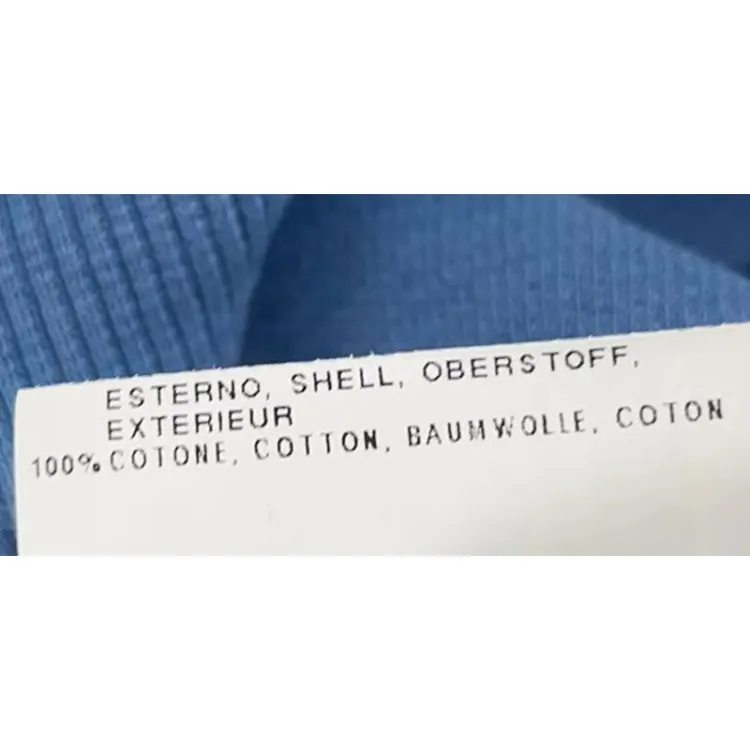 ESTERNO, SHELL, OBERSTOFF,
EXTERIEUR
100% COTONE, COTTON, BAUMWOLLE, COTON